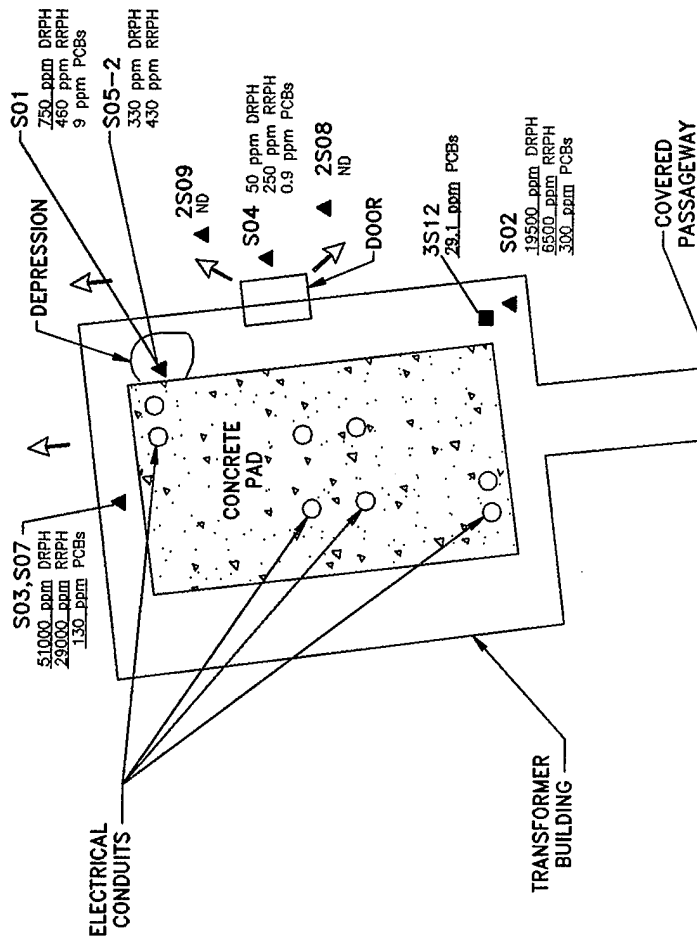 S01
750 ppm DRPH
460 ppm RRPH
9 ppm PCBs
S05-2
330 ppm DRPH
430 ppm RRPH
DEPRESSION
2S09
ND
S04
50 ppm DRPH
250 ppm RRPH
0.9 ppm PCBs
2S08
ND
DOOR
3S12
29.1 ppm PCBs
S02
19500 ppm DRPH
6500 ppm RRPH
300 ppm PCBs
COVERED
PASSAGEWAY
S03,S07
51000 ppm DRPH
29000 ppm RRPH
130 ppm PCBs
CONCRETE
PAD
ELECTRICAL
CONDUITS
TRANSFORMER
BUILDING